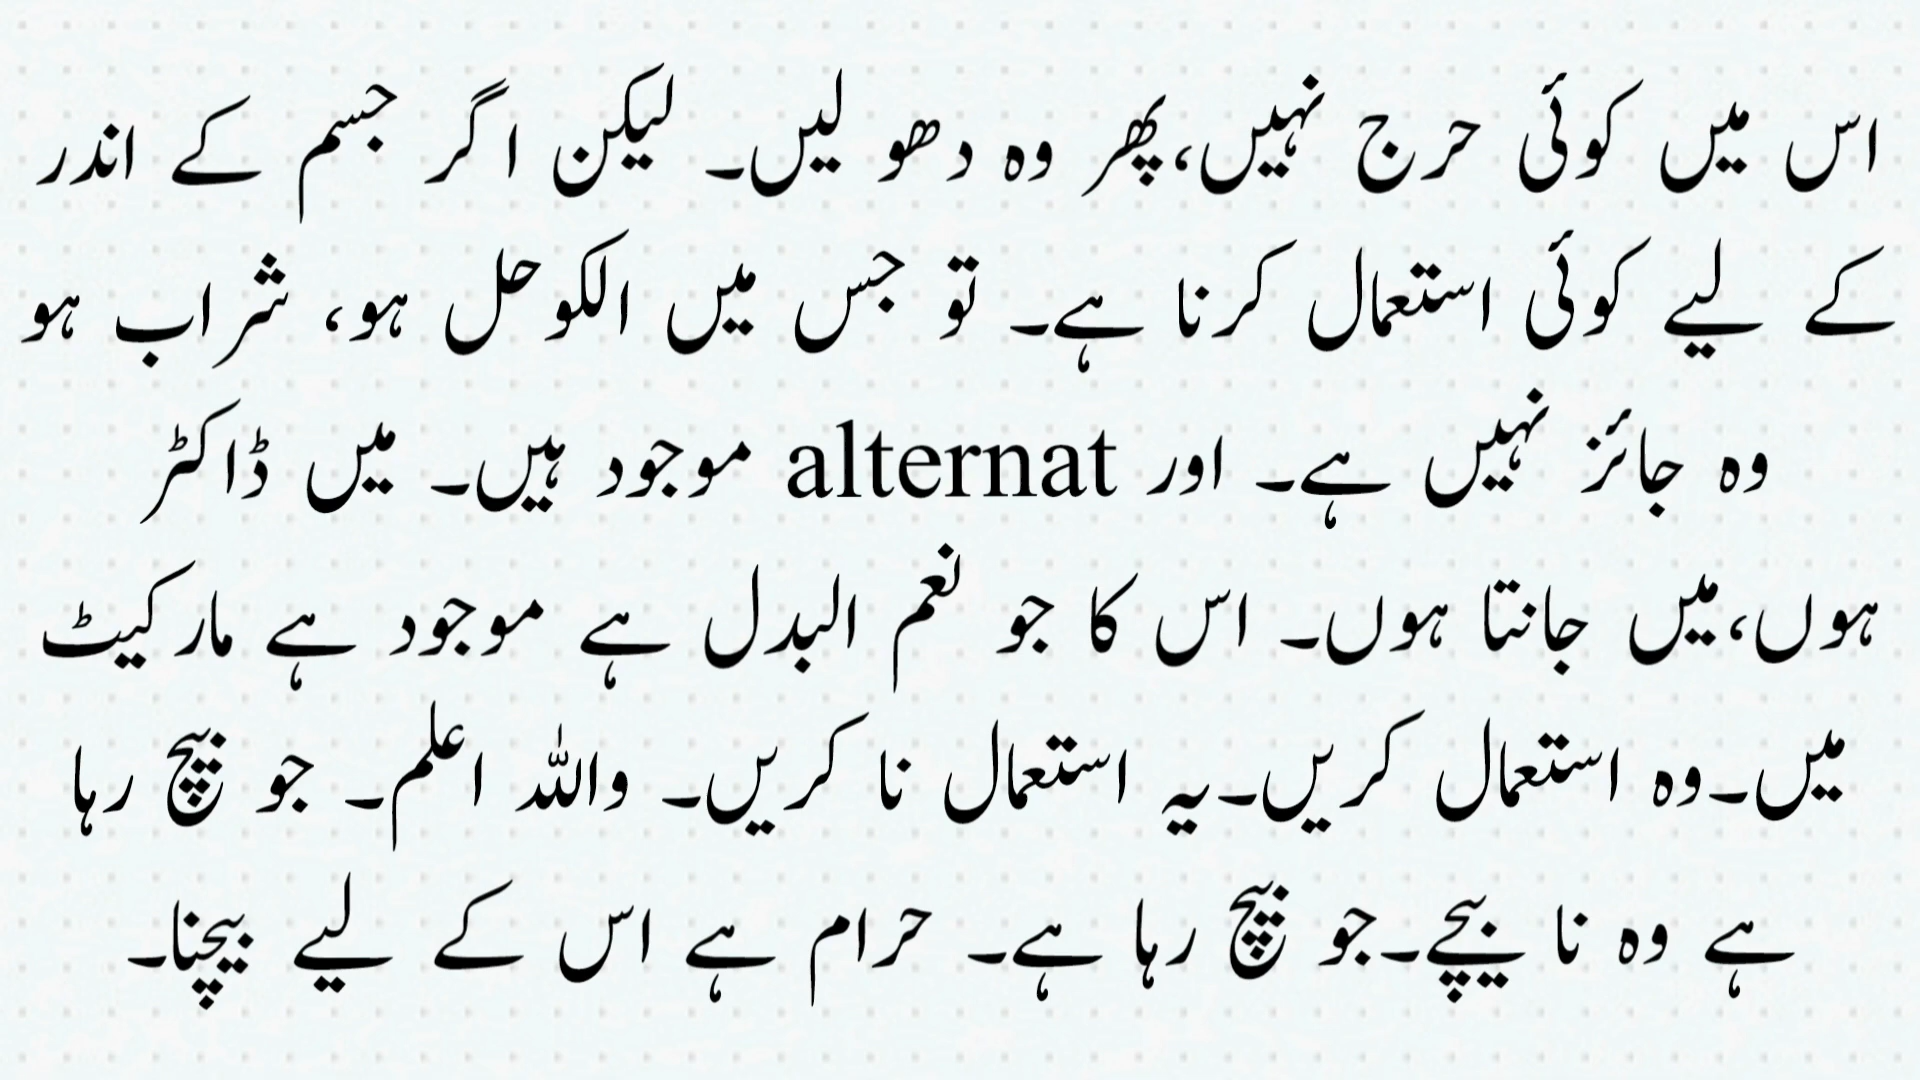 اس میں کوئی حرج نہیں،پھر وہ دھو لیں۔ لیکن اگر جسم کے اندر
کے لیے کوئی استعمال کرنا ہے۔ تو جس میں الکوحل ہو، شراب ہو
وہ جائز نہیں ہے۔ اور alternat موجود ہیں۔ میں ڈاکٹر
ہوں،میں جانتا ہوں۔ اس کا جو نعم البدل ہے موجود ہے مارکیٹ
میں۔وہ استعمال کریں۔یہ استعمال نا کریں۔ واللہ اعلم۔ جو بیچ رہا
ہے وہ نا بیچے۔جو بیچ رہا ہے۔ حرام ہے اس کے لیے بیچنا۔